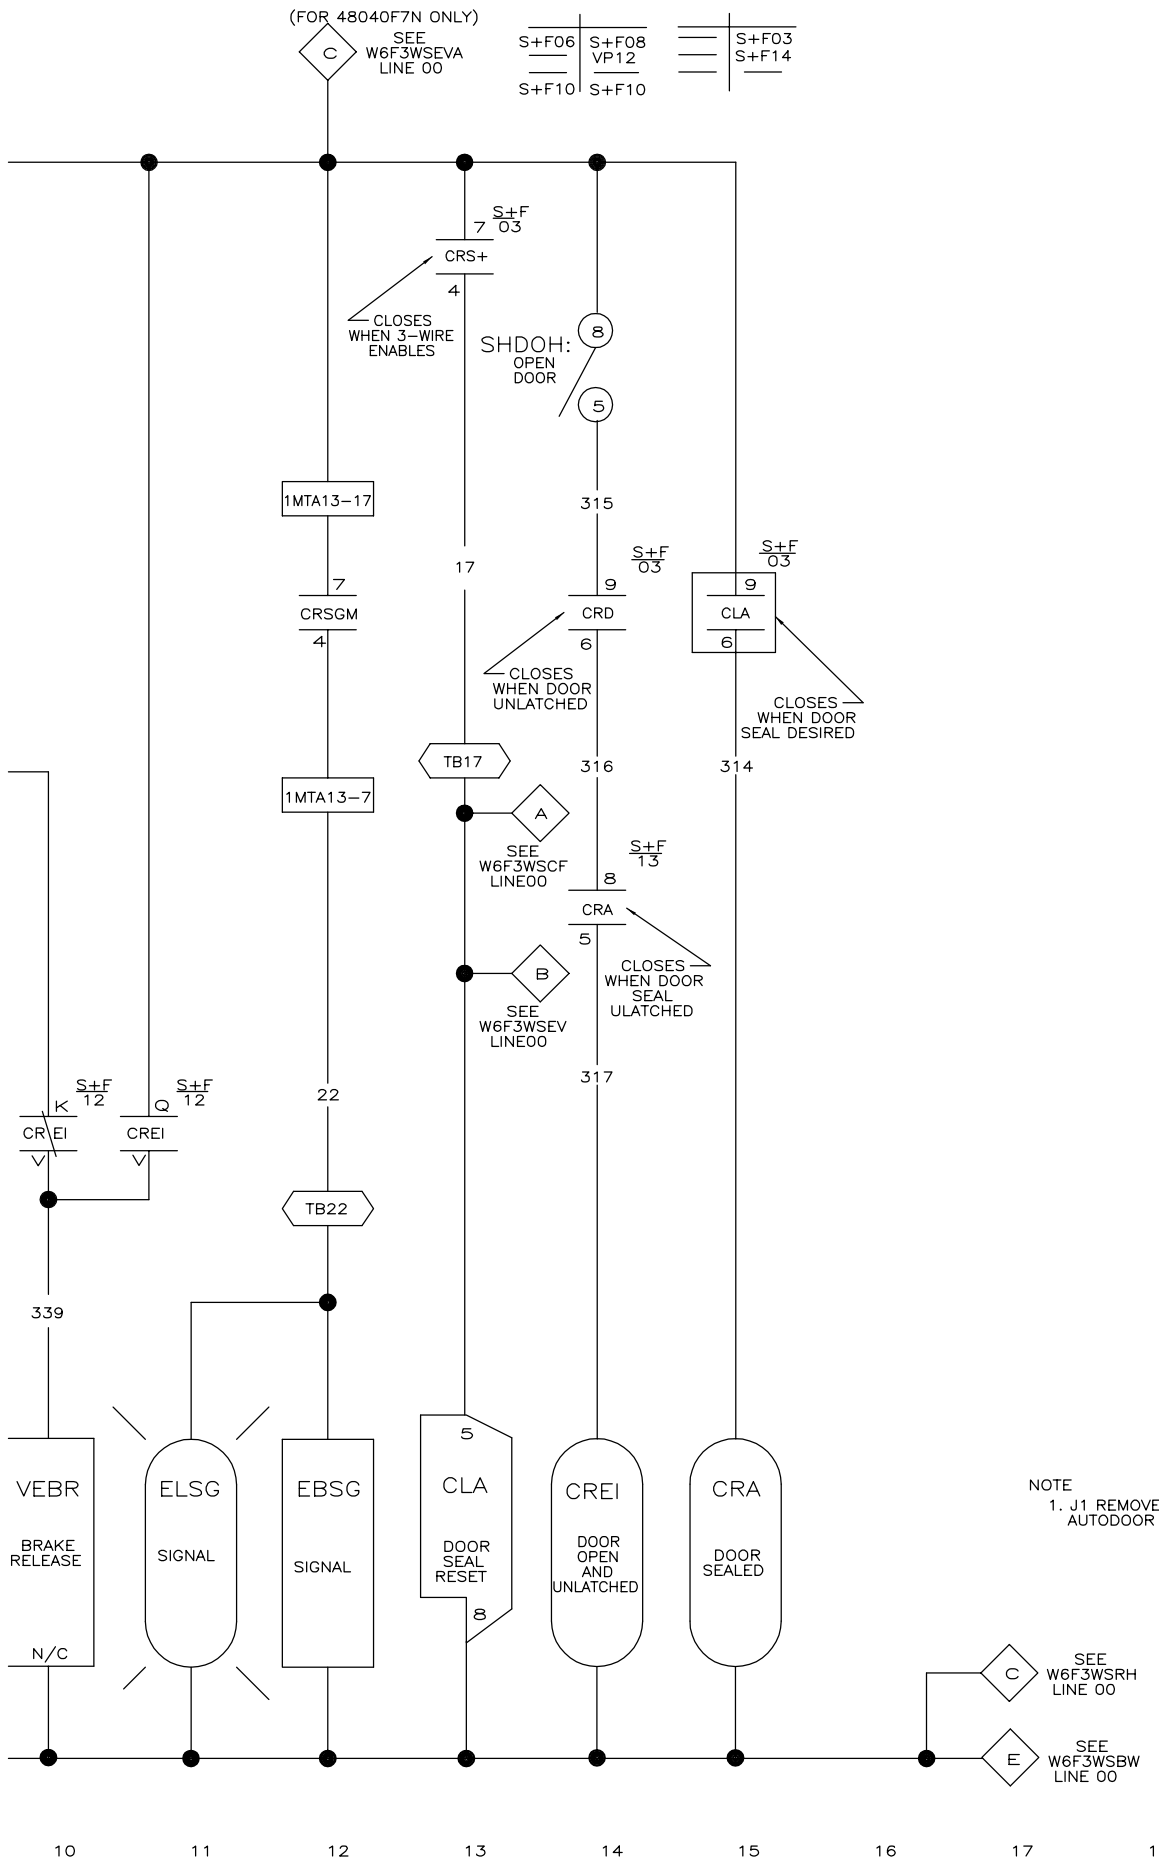 (FOR 48040F7N ONLY)
C
SEE
W6F3WSEVA
LINE 00
S+F06
S+F08
VP12
S+F10
S+F10
S+F03
S+F14
7
S+F
03
CRS+
4
CLOSES
WHEN 3-WIRE
ENABLES
SHDOH:
OPEN
DOOR
8
5
1MTA13-17
315
17
7
CRSGM
4
S+F
03
9
CRD
6
CLOSES
WHEN DOOR
UNLATCHED
S+F
03
9
CLA
6
CLOSES
WHEN DOOR
SEAL DESIRED
TB17
316
314
1MTA13-7
A
SEE
W6F3WSCF
LINE00
S+F
13
8
CRA
5
CLOSES
WHEN DOOR
SEAL
ULATCHED
B
SEE
W6F3WSEV
LINE00
317
K
S+F
12
CREI
V
Q
S+F
12
CREI
V
22
TB22
339
VEBR
BRAKE
RELEASE
N/C
ELSG
SIGNAL
EBSG
SIGNAL
5
CLA
DOOR
SEAL
RESET
8
CREI
DOOR
OPEN
AND
UNLATCHED
CRA
DOOR
SEALED
NOTE
1. J1 REMOVE
AUTODOOR
C
SEE
W6F3WSRH
LINE 00
E
SEE
W6F3WSBW
LINE 00
10
11
12
13
14
15
16
17
1